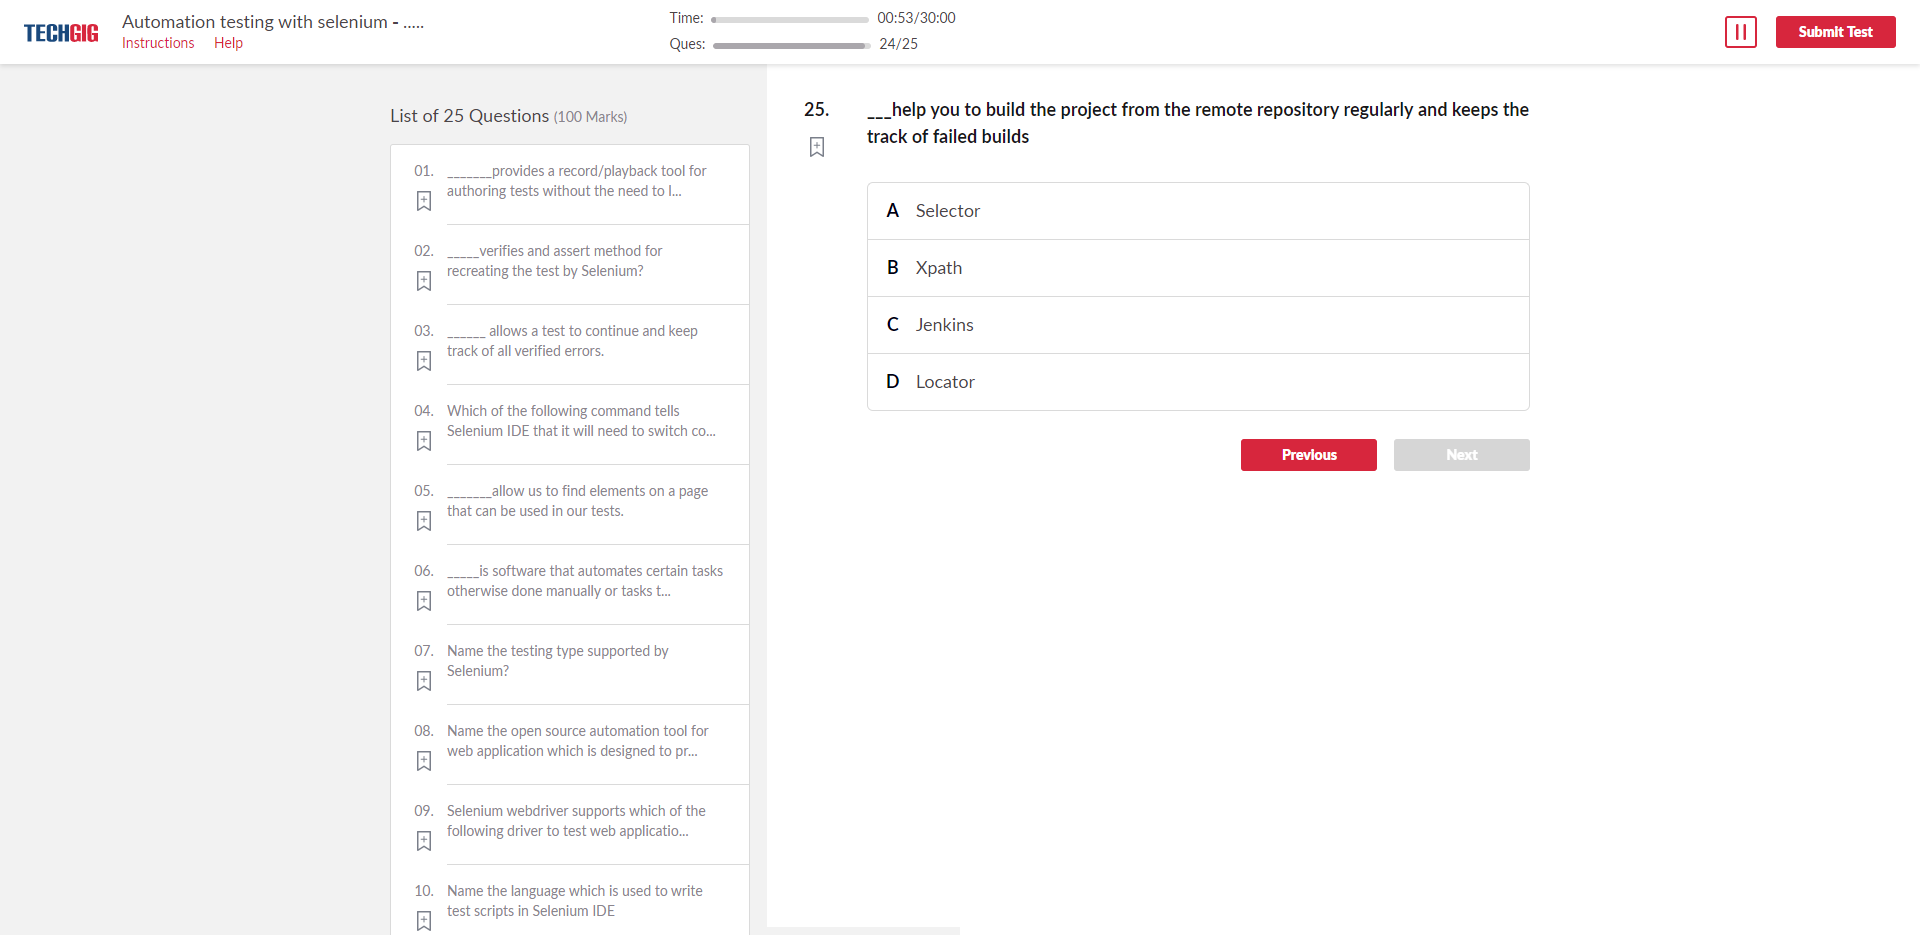 TECHGIG
Automation testing with selenium - .....
Instructions Help
Time: 00:53/30:00
Ques: 24/25
Submit Test
List of 25 Questions (100 Marks)
01. _______provides a record/playback tool for
authoring tests without the need to l...
02. _____verifies and assert method for
recreating the test by Selenium?
03. ______ allows a test to continue and keep
track of all verified errors.
04. Which of the following command tells
Selenium IDE that it will need to switch co...
05. _______allow us to find elements on a page
that can be used in our tests.
06. _____is software that automates certain tasks
otherwise done manually or tasks t...
07. Name the testing type supported by
Selenium?
08. Name the open source automation tool for
web application which is designed to pr...
09. Selenium webdriver supports which of the
following driver to test web applicatio...
10. Name the language which is used to write
test scripts in Selenium IDE
25. ___help you to build the project from the remote repository regularly and keeps the
track of failed builds
A Selector
B Xpath
C Jenkins
D Locator
Previous Next